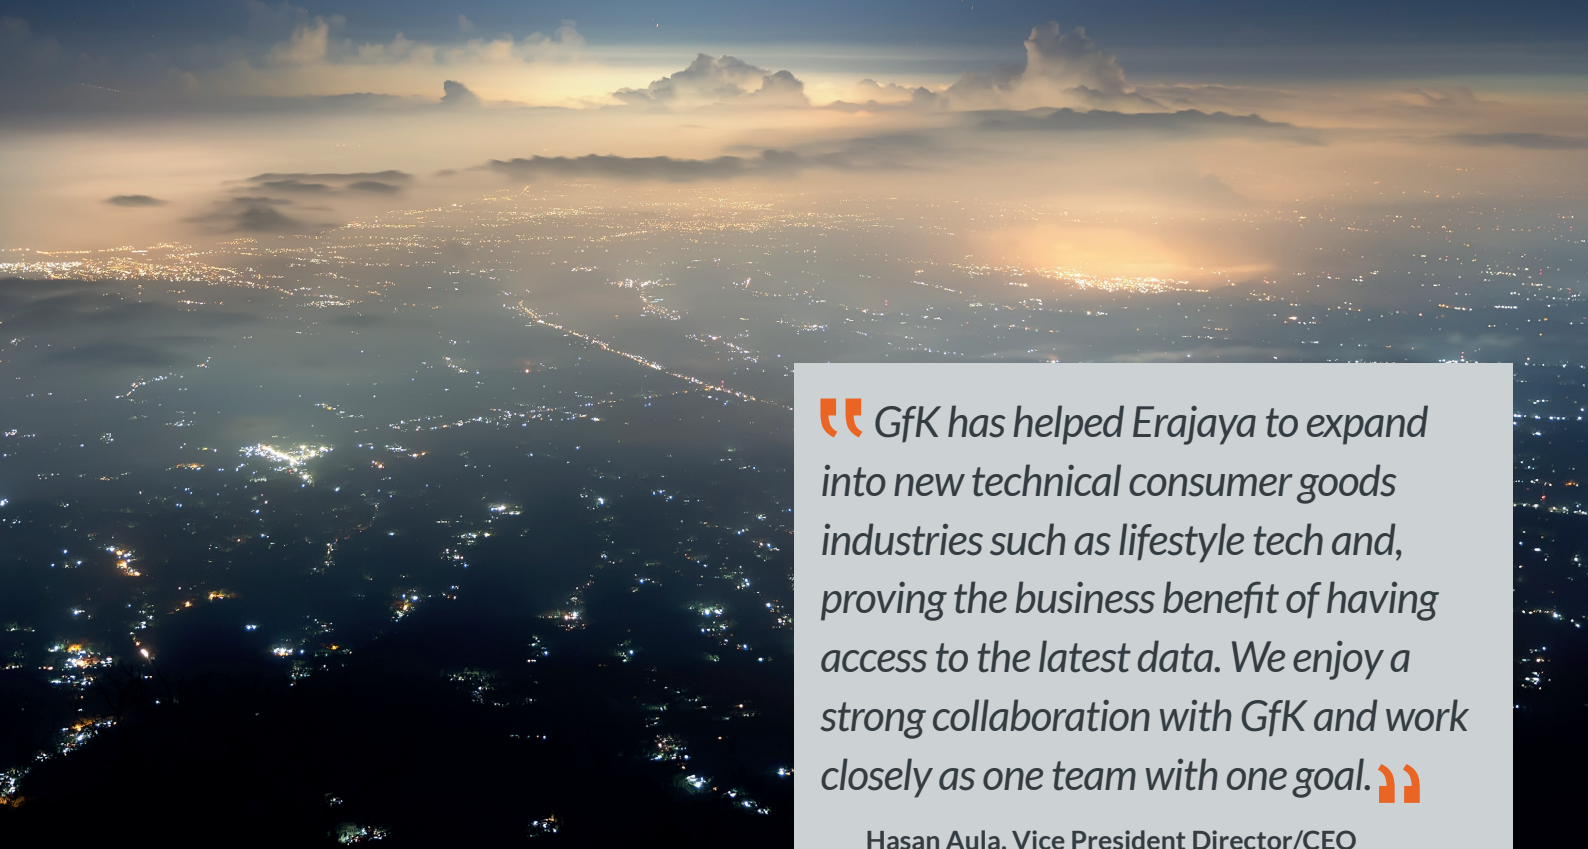 "GfK has helped Erajaya to expand
into new technical consumer goods
industries such as lifestyle tech and,
proving the business benefit of having
access to the latest data. We enjoy a
strong collaboration with GfK and work
closely as one team with one goal."
Hasan Aula, Vice President Director/CEO